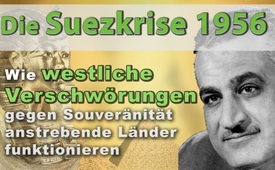 Die Suezkrise 1956
Wie westliche
Verschwörungen
gegen Souveränität
anstrebende Länder
funktionieren